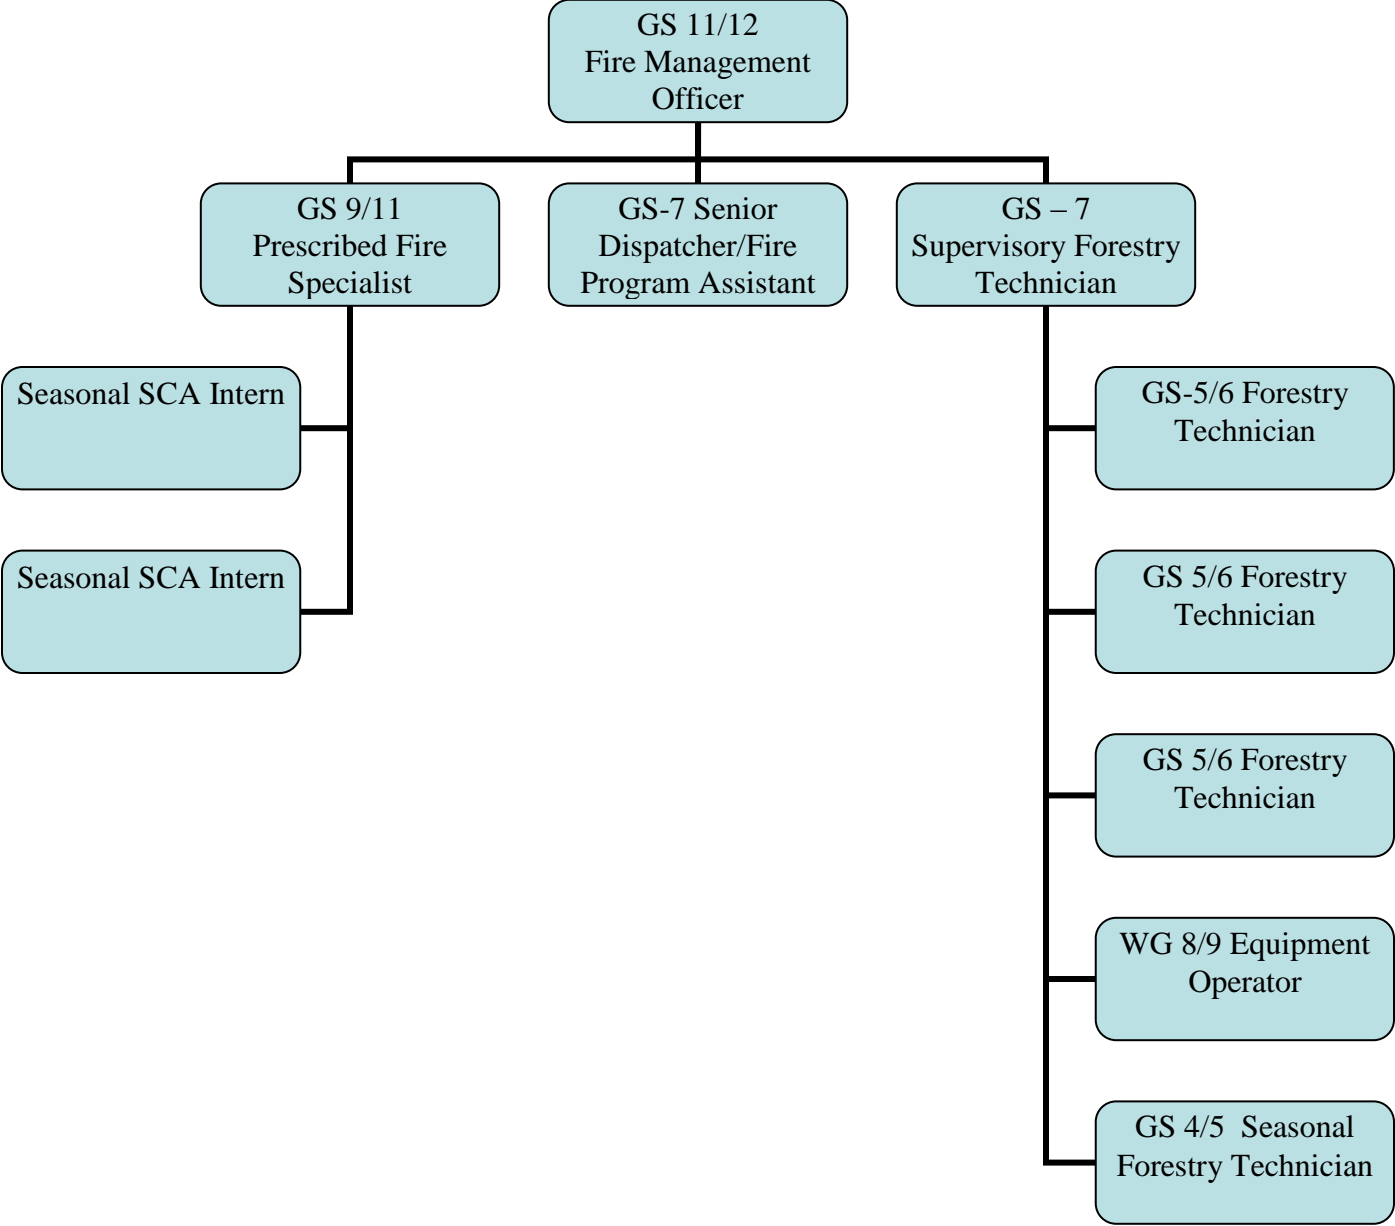 GS 11/12
Fire Management
Officer
GS 9/11
Prescribed Fire
Specialist
GS-7 Senior
Dispatcher/Fire
Program Assistant
GS – 7
Supervisory Forestry
Technician
Seasonal SCA Intern
Seasonal SCA Intern
GS-5/6 Forestry
Technician
GS 5/6 Forestry
Technician
GS 5/6 Forestry
Technician
WG 8/9 Equipment
Operator
GS 4/5  Seasonal
Forestry Technician